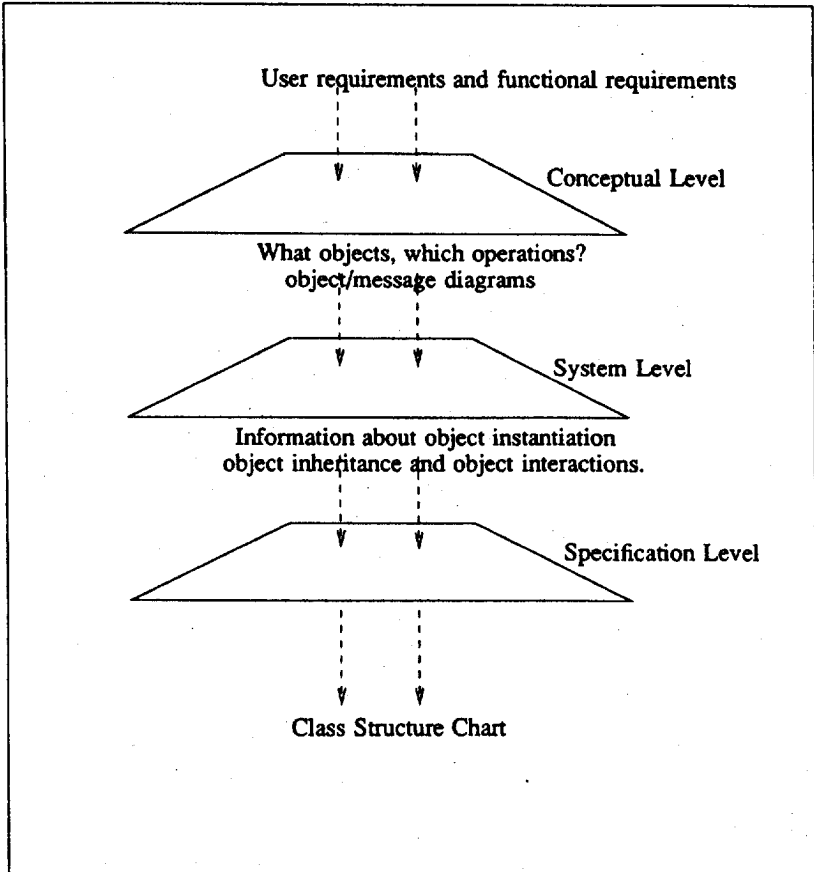 User requirements and functional requirements
Conceptual Level
What objects, which operations?
object/message diagrams
System Level
Information about object instantiation
object inheritance and object interactions.
Specification Level
Class Structure Chart